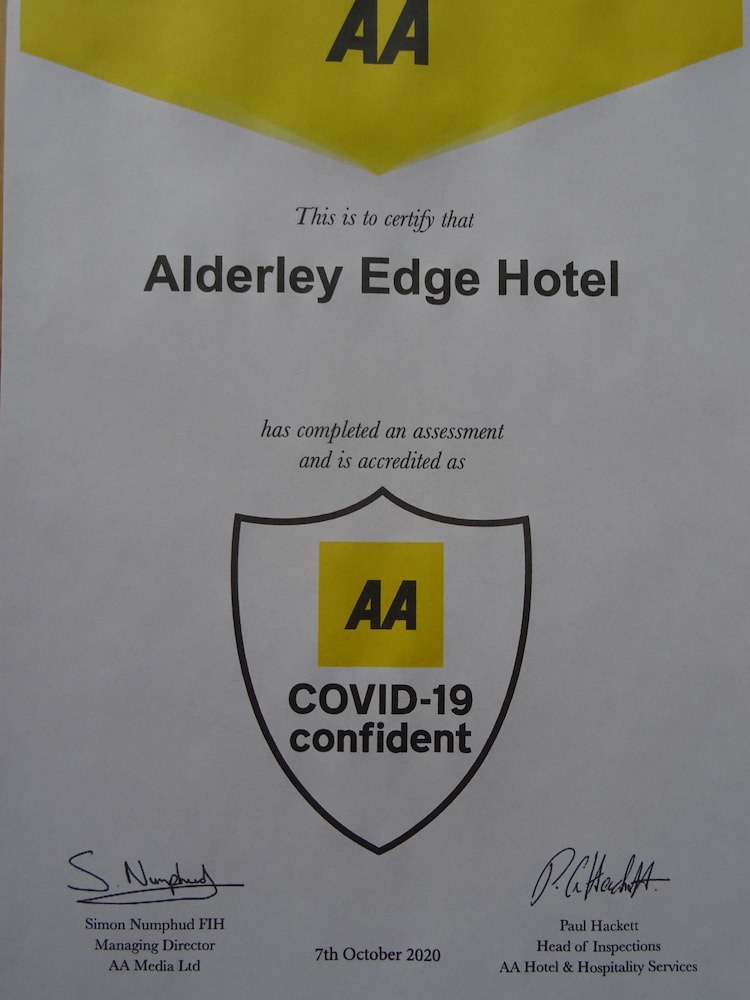 AA
This is to certify that
Alderley Edge Hotel
has completed an assessment
and is accredited as
AA
COVID-19
confident
S. Numphud
P. G. Hackett
Simon Numphud FIH
Managing Director
AA Media Ltd
7th October 2020
Paul Hackett
Head of Inspections
AA Hotel & Hospitality Services